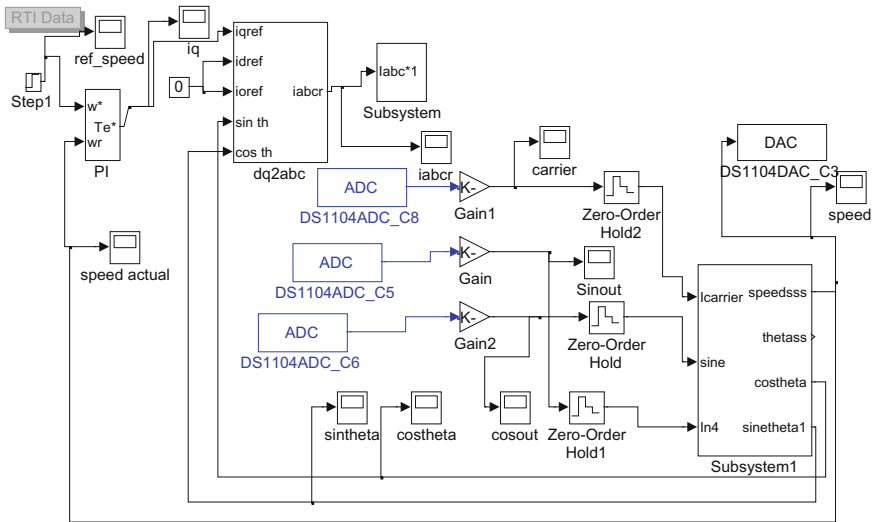 RTI Data
ref_speed
iq
Step1
w*
Te*
wr
PI
0
iqref
idref
ioref
sin th
cos th
iabcr
dq2abc
Iabc*1
Subsystem
iabcr
carrier
DAC
DS1104DAC_C3
speed
ADC
DS1104ADC_C8
K-
Gain1
Zero-Order
Hold2
speed actual
ADC
DS1104ADC_C5
K-
Gain
Sinout
ADC
DS1104ADC_C6
K-
Gain2
Zero-Order
Hold
Icarrier
sine
In4
speedsss
thetass
costheta
sinetheta1
Subsystem1
sintheta
costheta
cosout
Zero-Order
Hold1